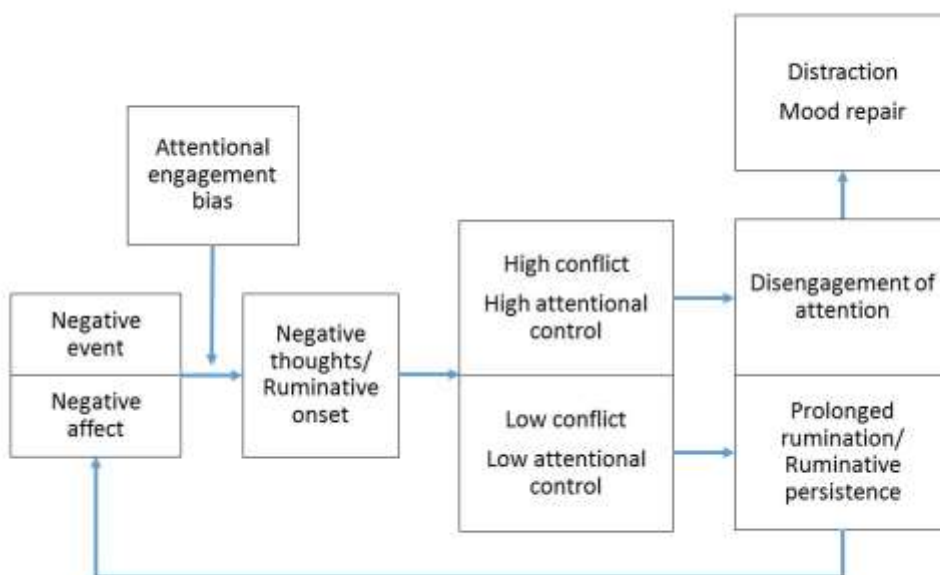 Distraction
Mood repair
Attentional
engagement
bias
High conflict
High attentional
control
Disengagement of
attention
Negative
event
Negative
affect
Negative
thoughts/
Ruminative
onset
Low conflict
Low attentional
control
Prolonged
rumination/
Ruminative
persistence